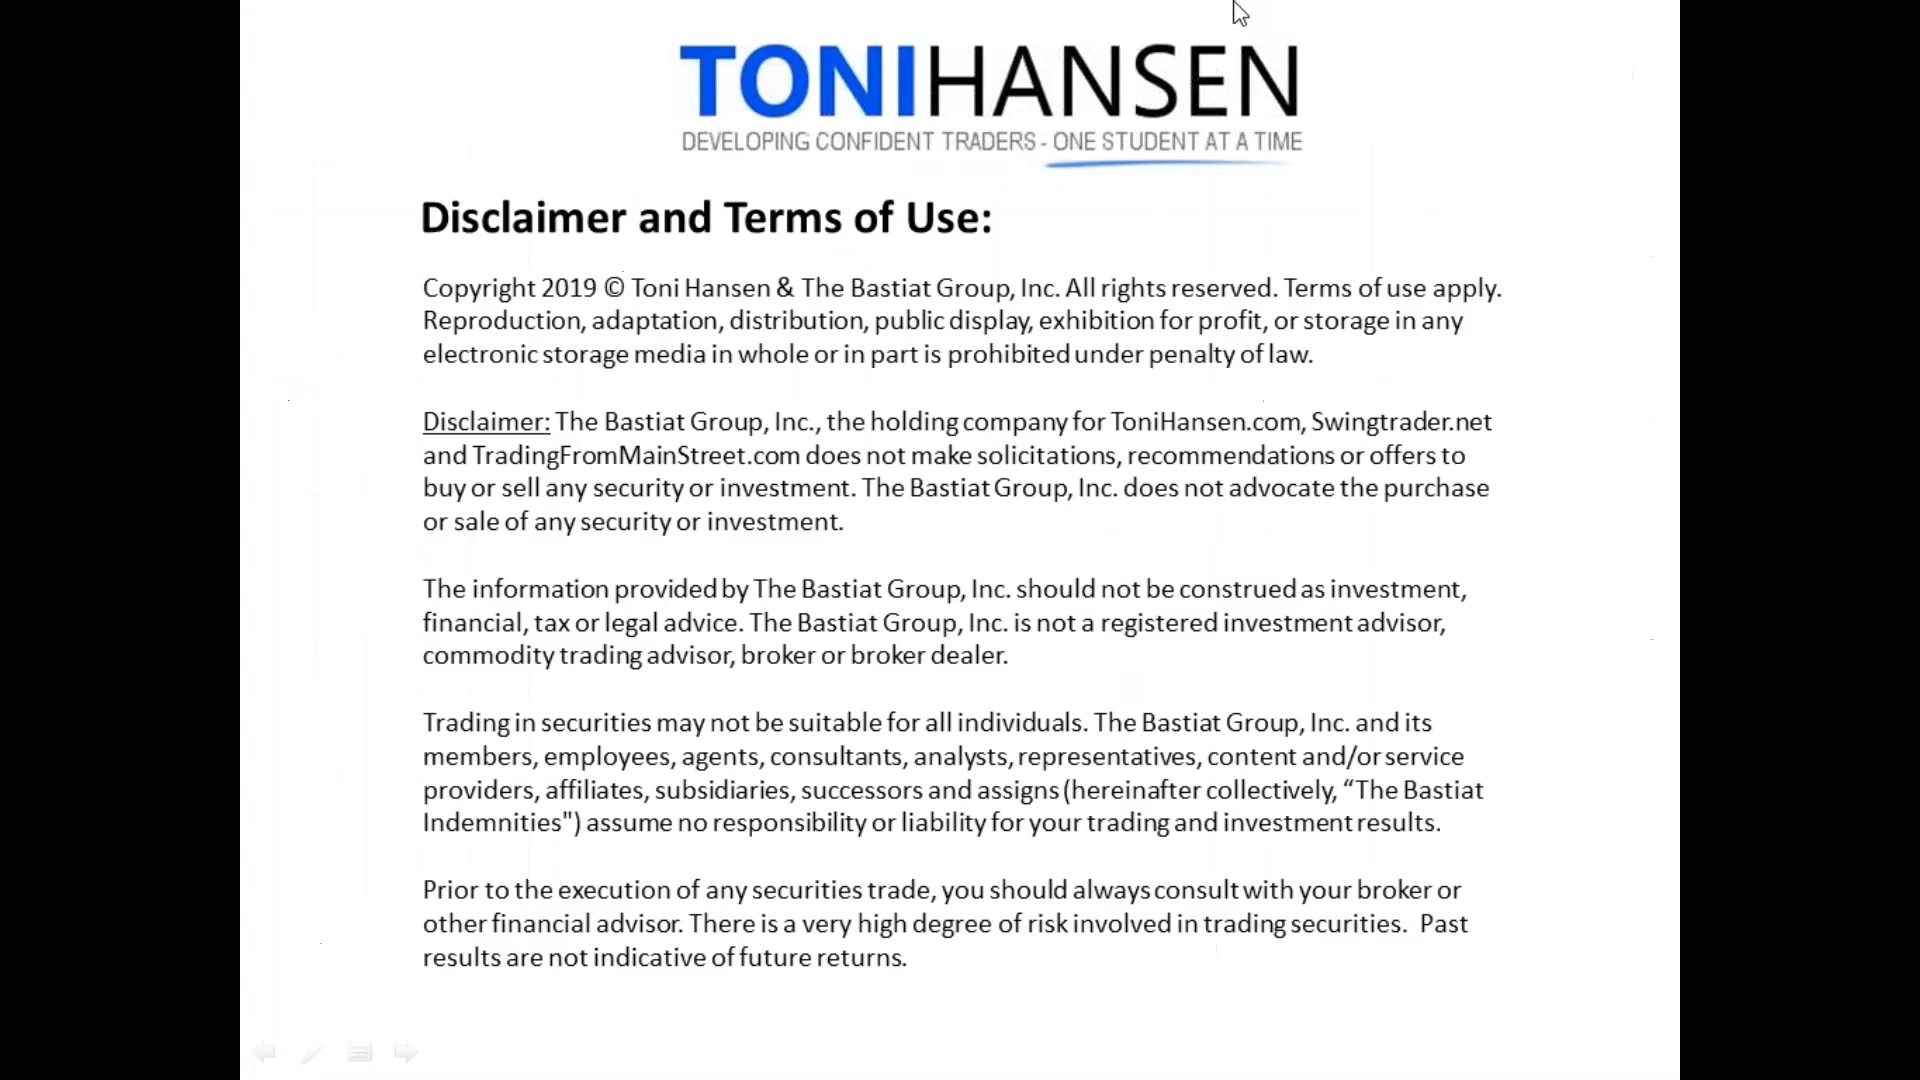 TONIHANSEN
DEVELOPING CONFIDENT TRADERS - ONE STUDENT AT A TIME
Disclaimer and Terms of Use:
Copyright 2019 © Toni Hansen & The Bastiat Group, Inc. All rights reserved. Terms of use apply.
Reproduction, adaptation, distribution, public display, exhibition for profit, or storage in any
electronic storage media in whole or in part is prohibited under penalty of law.
Disclaimer: The Bastiat Group, Inc., the holding company for ToniHansen.com, Swingtrader.net
and TradingFromMainStreet.com does not make solicitations, recommendations or offers to
buy or sell any security or investment. The Bastiat Group, Inc. does not advocate the purchase
or sale of any security or investment.
The information provided by The Bastiat Group, Inc. should not be construed as investment,
financial, tax or legal advice. The Bastiat Group, Inc. is not a registered investment advisor,
commodity trading advisor, broker or broker dealer.
Trading in securities may not be suitable for all individuals. The Bastiat Group, Inc. and its
members, employees, agents, consultants, analysts, representatives, content and/or service
providers, affiliates, subsidiaries, successors and assigns (hereinafter collectively, “The Bastiat
Indemnities") assume no responsibility or liability for your trading and investment results.
Prior to the execution of any securities trade, you should always consult with your broker or
other financial advisor. There is a very high degree of risk involved in trading securities.  Past
results are not indicative of future returns.